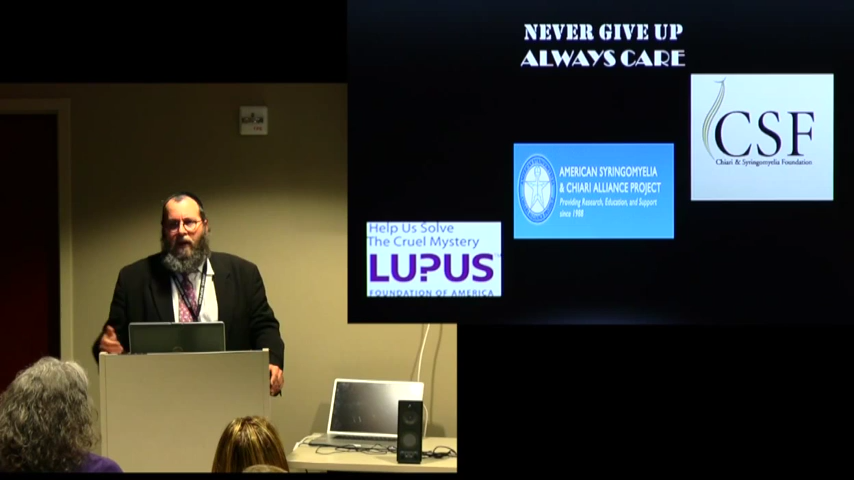 NEVER GIVE UP
ALWAYS CARE
CSF
Chiari & Syringomyelia Foundation
AMERICAN SYRINGOMYELIA
& CHIARI ALLIANCE PROJECT
Providing Research, Education, and Support
since 1988
Help Us Solve
The Cruel Mystery
LUPUS
FOUNDATION OF AMERICA